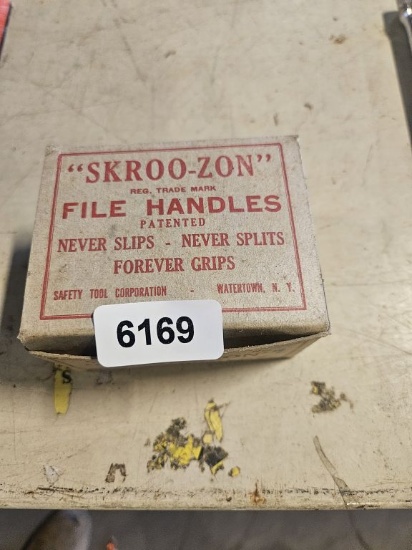 "SKROO-ZON"
REG. TRADE MARK
FILE HANDLES
PATENTED
NEVER SLIPS - NEVER SPLITS
FOREVER GRIPS
SAFETY TOOL CORPORATION - WATERTOWN, N. Y.
6169